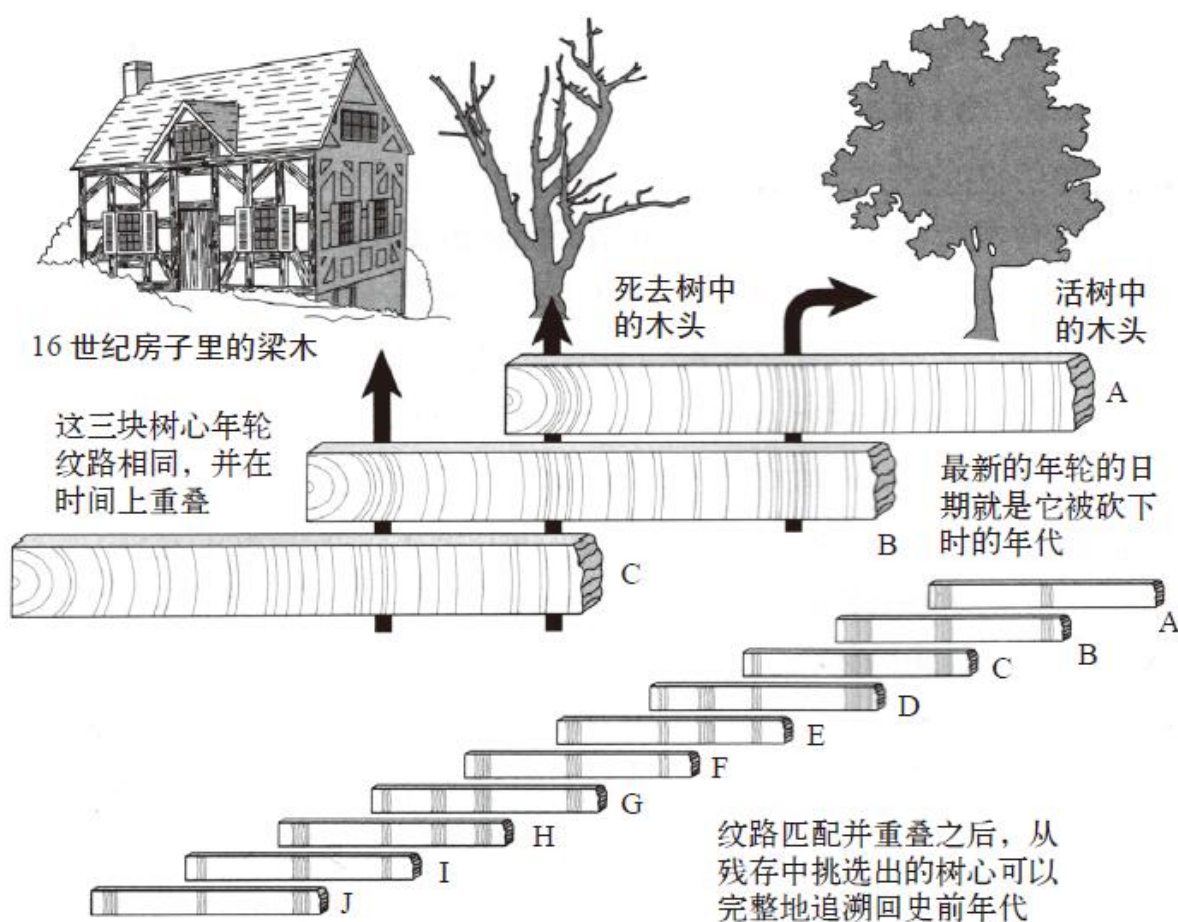 16 世纪房子里的梁木
死去树中
的木头
活树中
的木头
A
这三块树心年轮
纹路相同，并在
时间上重叠
B
最新的年轮的日
期就是它被砍下
时的年代
C
A
B
C
D
E
F
G
H
I
J
纹路匹配并重叠之后，从
残存中挑选出的树心可以
完整地追溯回史前年代